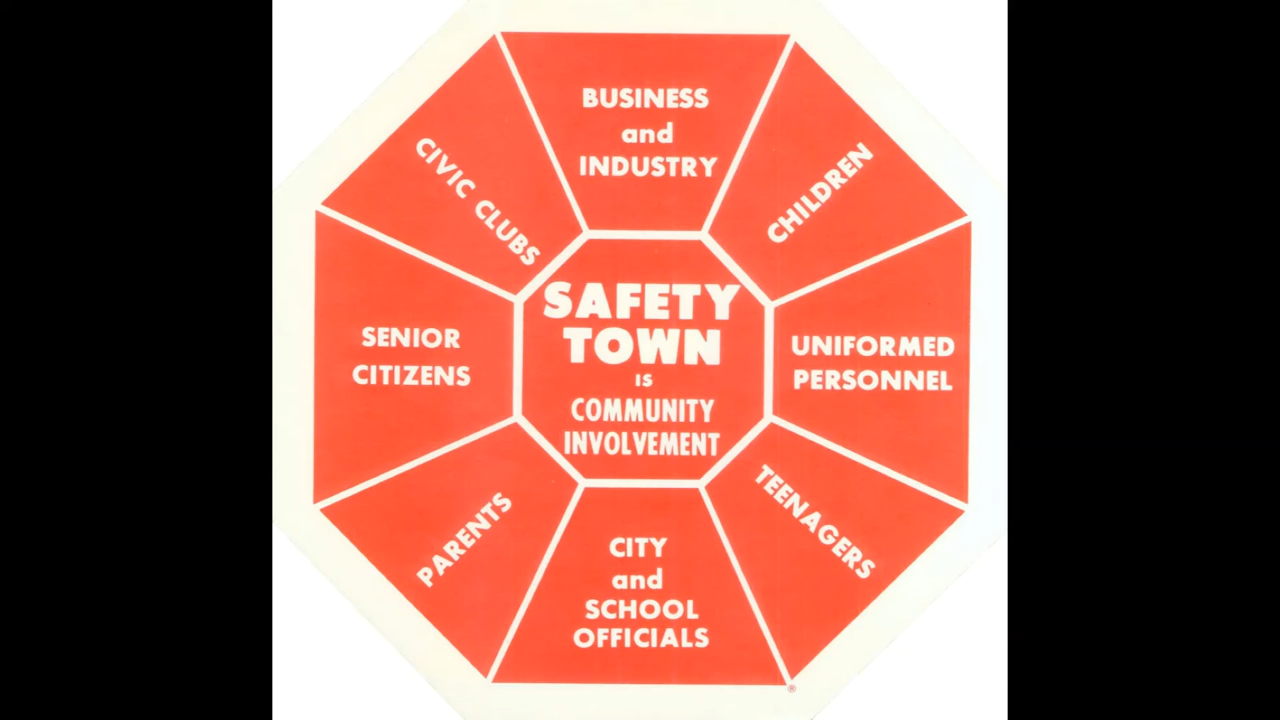 BUSINESS
and
INDUSTRY
CHILDREN
UNIFORMED
PERSONNEL
TEENAGERS
CITY
and
SCHOOL
OFFICIALS
PARENTS
SENIOR
CITIZENS
CIVIC CLUBS
SAFETY
TOWN
IS
COMMUNITY
INVOLVEMENT
®